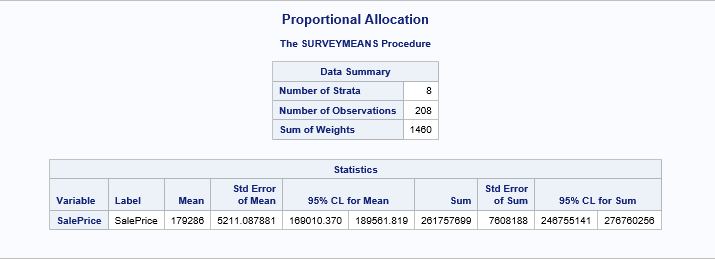 Proportional Allocation
The SURVEYMEANS Procedure
Data Summary
Number of Strata 8
Number of Observations 208
Sum of Weights 1460
Statistics
Variable Label Mean Std Error of Mean 95% CL for Mean Sum Std Error of Sum 95% CL for Sum
SalePrice SalePrice 179286 5211.087881 169010.370 189561.819 261757699 7608188 246755141 276760256